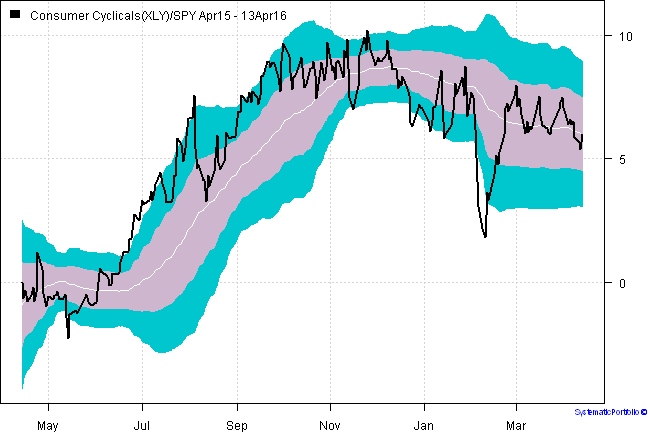 Consumer Cyclicals(XLY)/SPY Apr15 - 13Apr16
10
5
0
May Jul Sep Nov Jan Mar
SystematicPortfolio ©